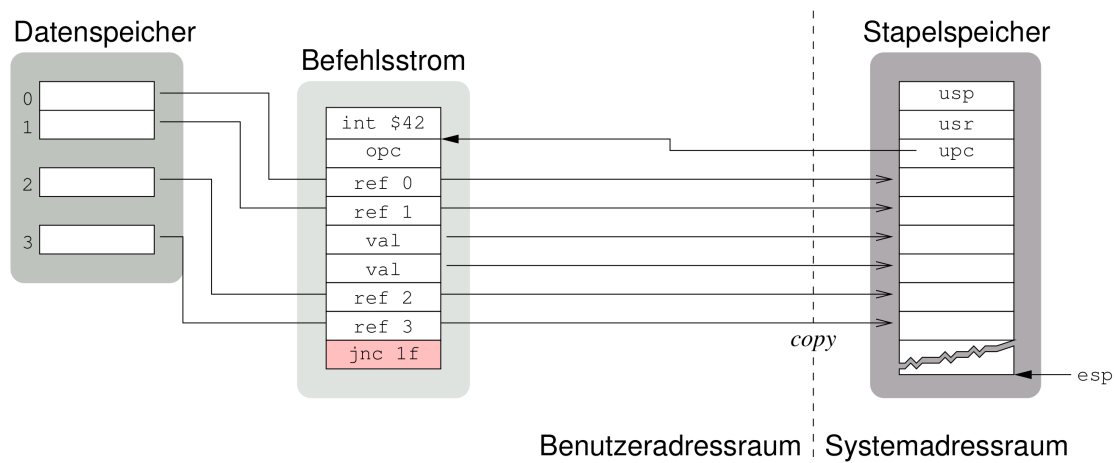 Datenspeicher
0
1
2
3
Befehlsstrom
int $42
opc
ref 0
ref 1
val
val
ref 2
ref 3
jnc 1f
copy
Stapelspeicher
usp
usr
upc
esp
Benutzeradressraum
Systemadressraum